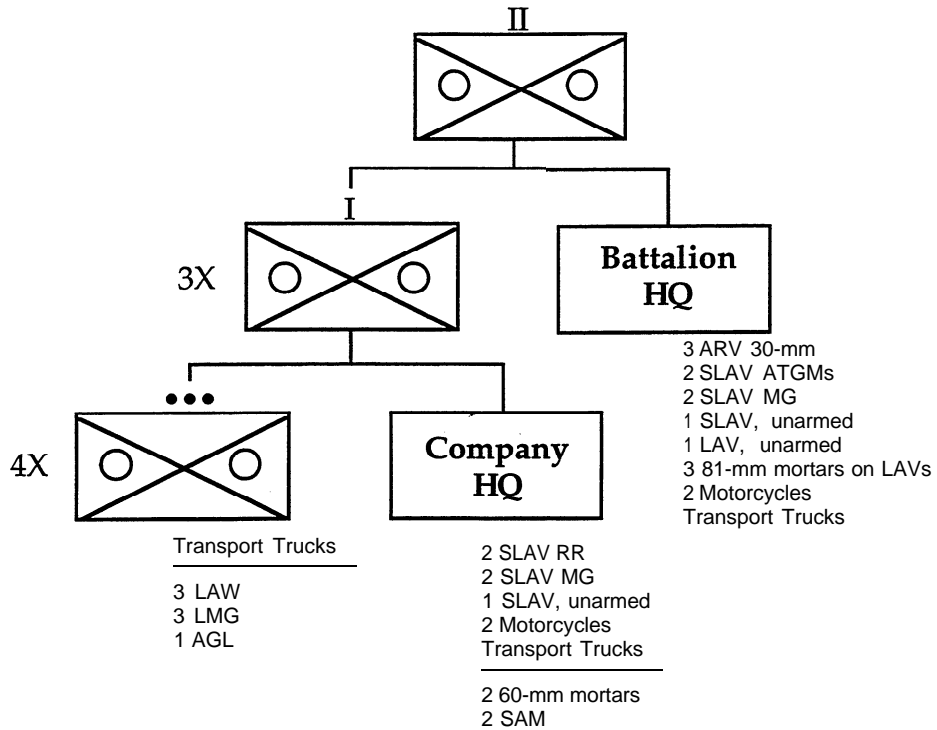 II
I
3X
Battalion
HQ
3 ARV 30-mm
2 SLAV ATGMs
2 SLAV MG
1 SLAV, unarmed
1 LAV, unarmed
3 81-mm mortars on LAVs
2 Motorcycles
Transport Trucks
•••
4X
Transport Trucks
3 LAW
3 LMG
1 AGL
Company
HQ
2 SLAV RR
2 SLAV MG
1 SLAV, unarmed
2 Motorcycles
Transport Trucks
2 60-mm mortars
2 SAM